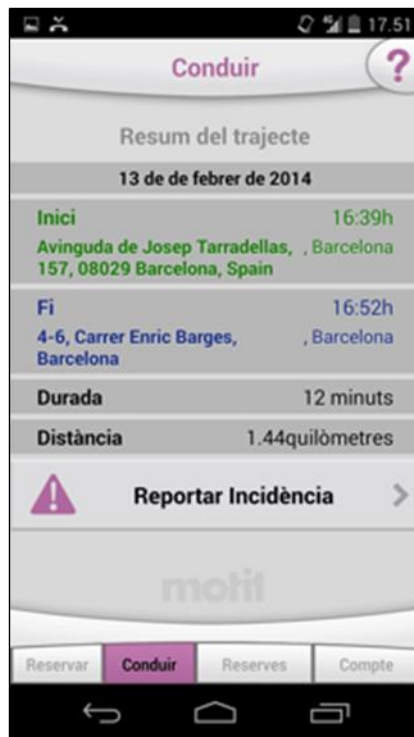 17.51
Conduir
?
Resum del trajecte
13 de de febrer de 2014
Inici 16:39h
Avinguda de Josep Tarradellas, , Barcelona
157, 08029 Barcelona, Spain
Fi 16:52h
4-6, Carrer Enric Barges, , Barcelona
Barcelona
Durada 12 minuts
Distància 1.44quilòmetres
Reportar Incidència
motit
Reservar Conduir Reserves Compte